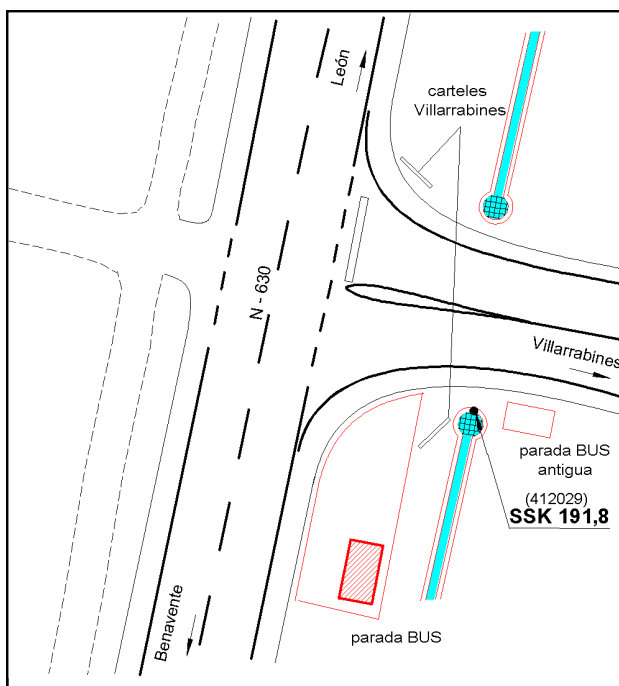 León
carteles
Villarrabines
N - 630
Villarrabines
parada BUS
antigua
(412029)
SSK 191,8
Benavente
parada BUS